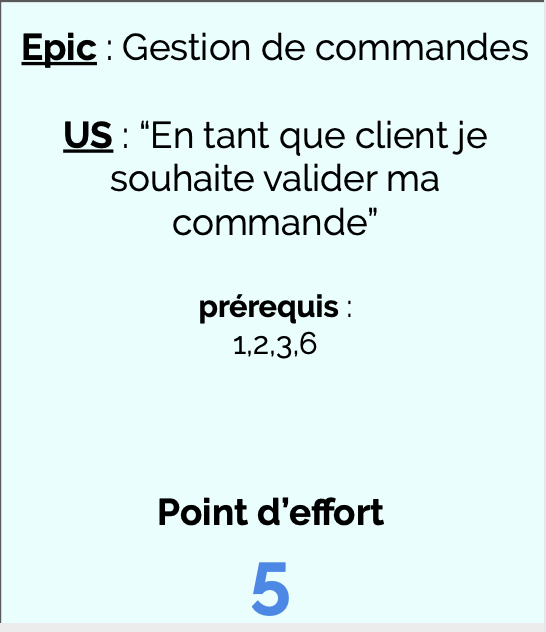 Epic : Gestion de commandes
US : “En tant que client je
souhaite valider ma
commande”
prérequis :
1,2,3,6
Point d’effort
5